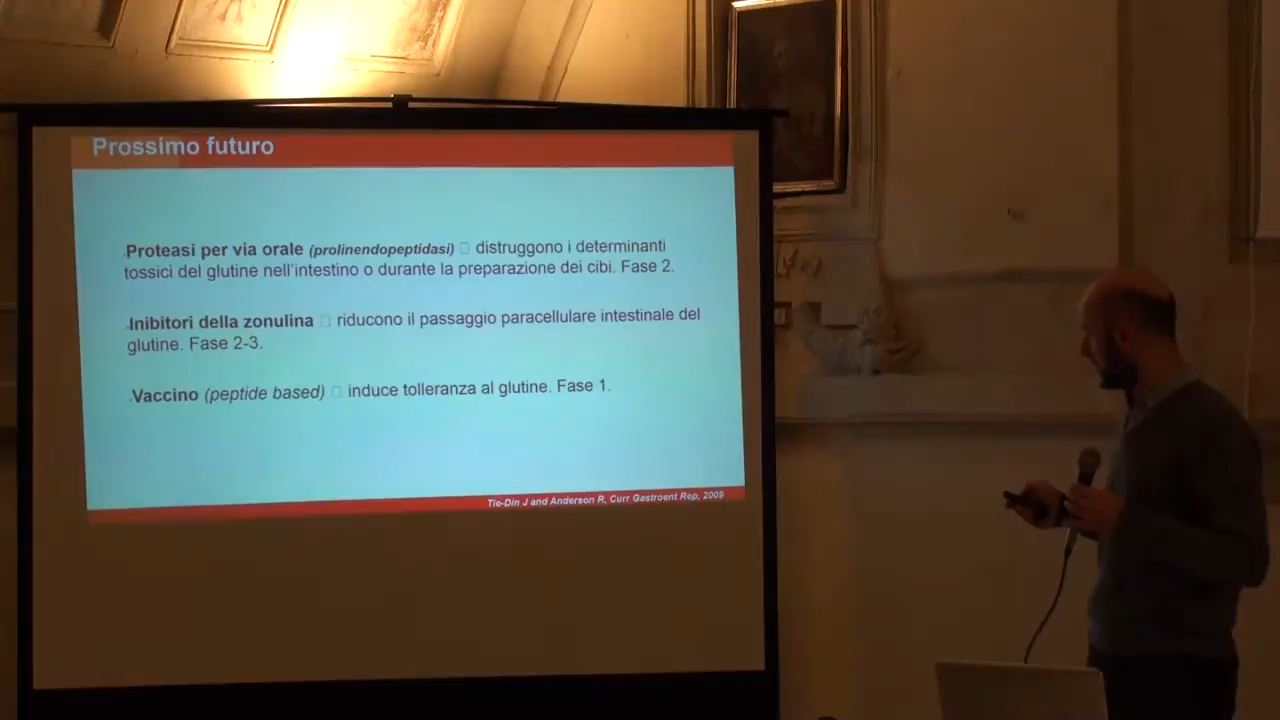 Prossimo futuro
Proteasi per via orale (prolinendopeptidasi) □ distruggono i determinanti
tossici del glutine nell'intestino o durante la preparazione dei cibi. Fase 2.
Inibitori della zonulina □ riducono il passaggio paracellulare intestinale del
glutine. Fase 2-3.
Vaccino (peptide based) □ induce tolleranza al glutine. Fase 1.
Tie-Din J and Anderson R, Curr Gastroent Rep, 2009